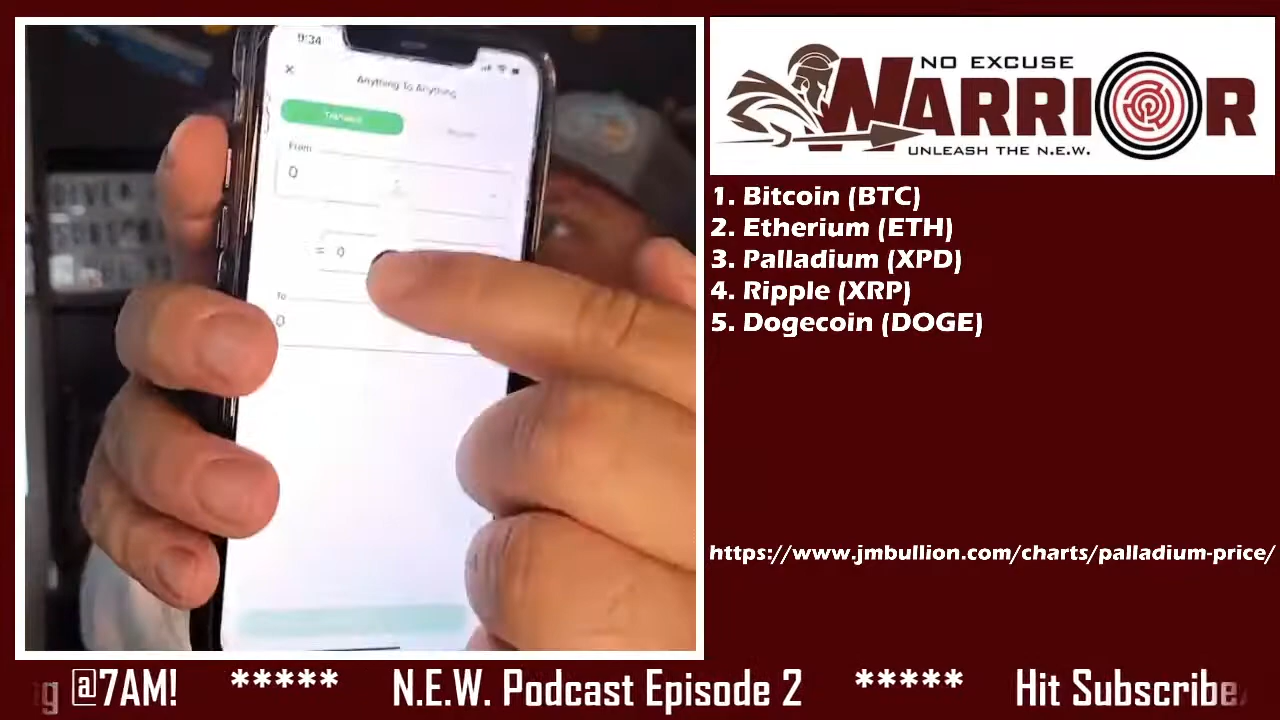 9:34
Anything To Anything
From
0
= 0
To
0
NO EXCUSE
WARRIOR
UNLEASH THE N.E.W.
1. Bitcoin (BTC)
2. Etherium (ETH)
3. Palladium (XPD)
4. Ripple (XRP)
5. Dogecoin (DOGE)
https://www.jmbullion.com/charts/palladium-price/
@7AM! ***** N.E.W. Podcast Episode 2 ***** Hit Subscribe